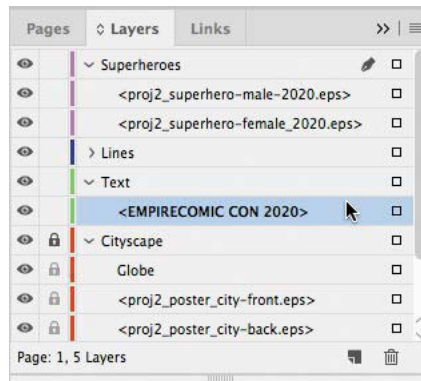 Pages
Layers
Links
Superheroes
<proj2_superhero-male-2020.eps>
<proj2_superhero-female_2020.eps>
Lines
Text
<EMPIRECOMIC CON 2020>
Cityscape
Globe
<proj2_poster_city-front.eps>
<proj2_poster_city-back.eps>
Page: 1, 5 Layers